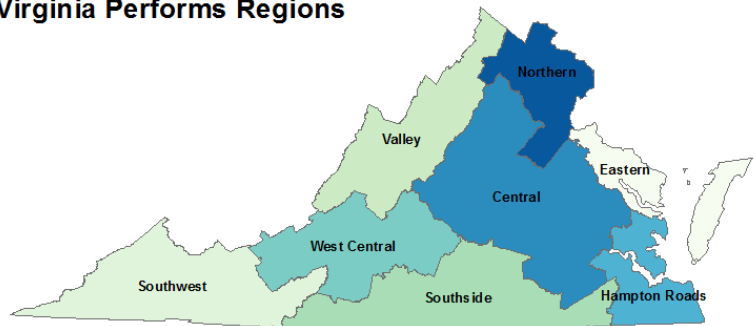 Virginia Performs Regions
Northern
Valley
Eastern
Central
West Central
Southwest
Southside
Hampton Roads